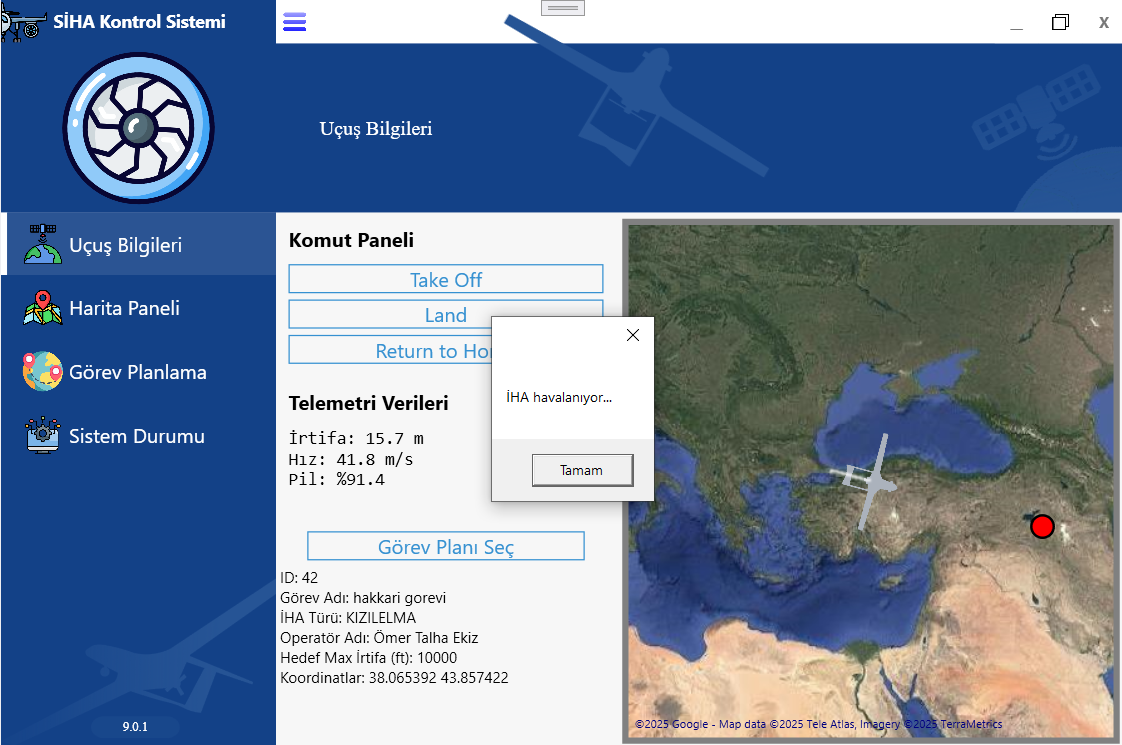 SİHA Kontrol Sistemi
X
Uçuş Bilgileri
Uçuş Bilgileri
Harita Paneli
Görev Planlama
Sistem Durumu
9.0.1
Komut Paneli
Take Off
Land
Return to Hor
İHA havalanıyor...
Tamam
Telemetri Verileri
İrtifa: 15.7 m
Hız: 41.8 m/s
Pil: %91.4
Görev Planı Seç
ID: 42
Görev Adı: hakkari gorevi
İHA Türü: KIZILELMA
Operatör Adı: Ömer Talha Ekiz
Hedef Max İrtifa (ft): 10000
Koordinatlar: 38.065392 43.857422
©2025 Google - Map data ©2025 Tele Atlas, Imagery ©2025 TerraMetrics